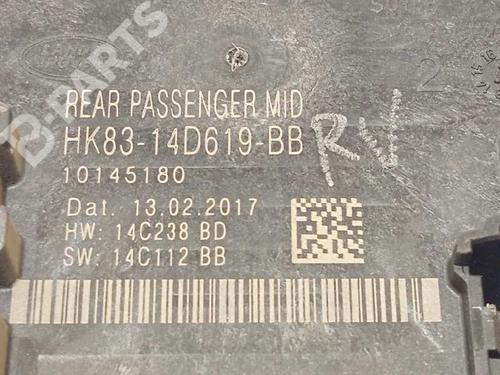 REAR PASSENGER MID
HK83-14D619-BB
RW
10145180
Dat. 13.02.2017
HW: 14C238 BD
SW: 14C112 BB
2
B-PARTS